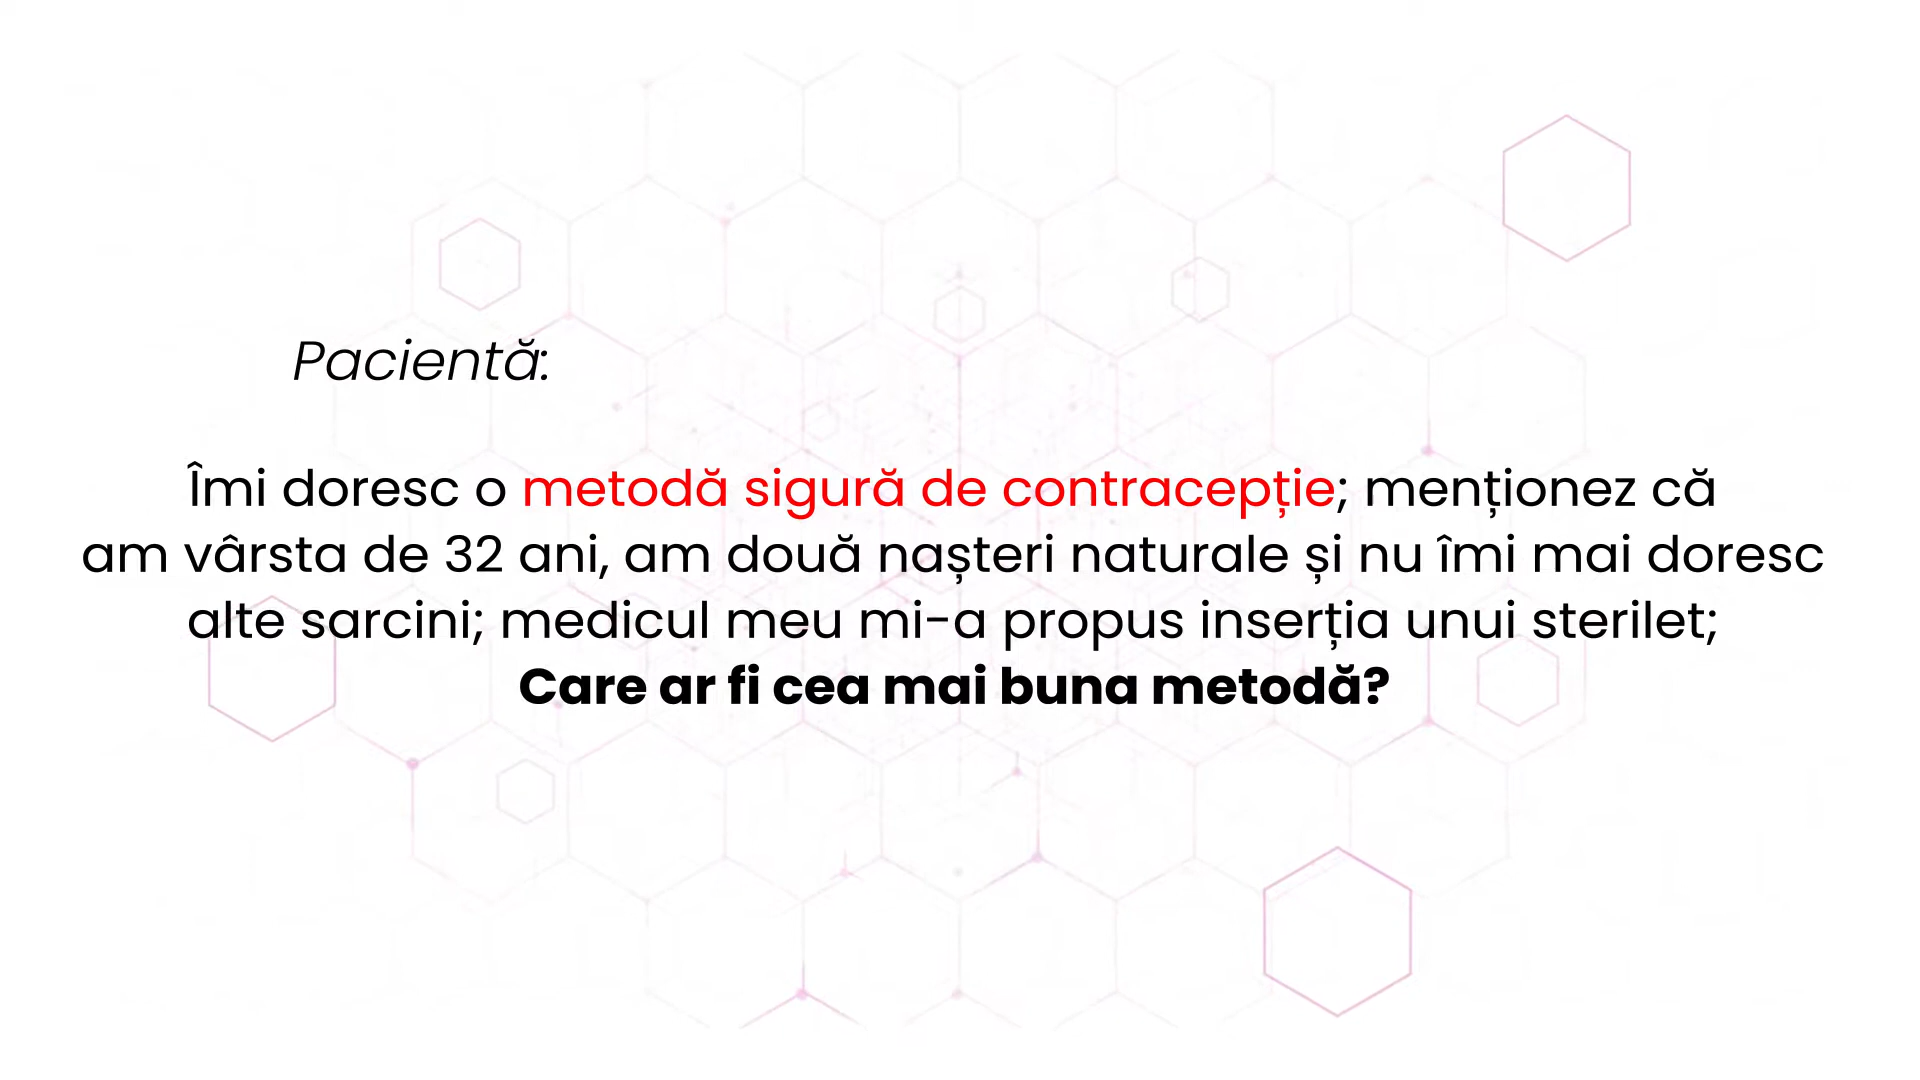 Pacientă:
Îmi doresc o metodă sigură de contracepție; menționez că
am vârsta de 32 ani, am două nașteri naturale și nu îmi mai doresc
alte sarcini; medicul meu mi-a propus inserția unui sterilet;
Care ar fi cea mai buna metodă?